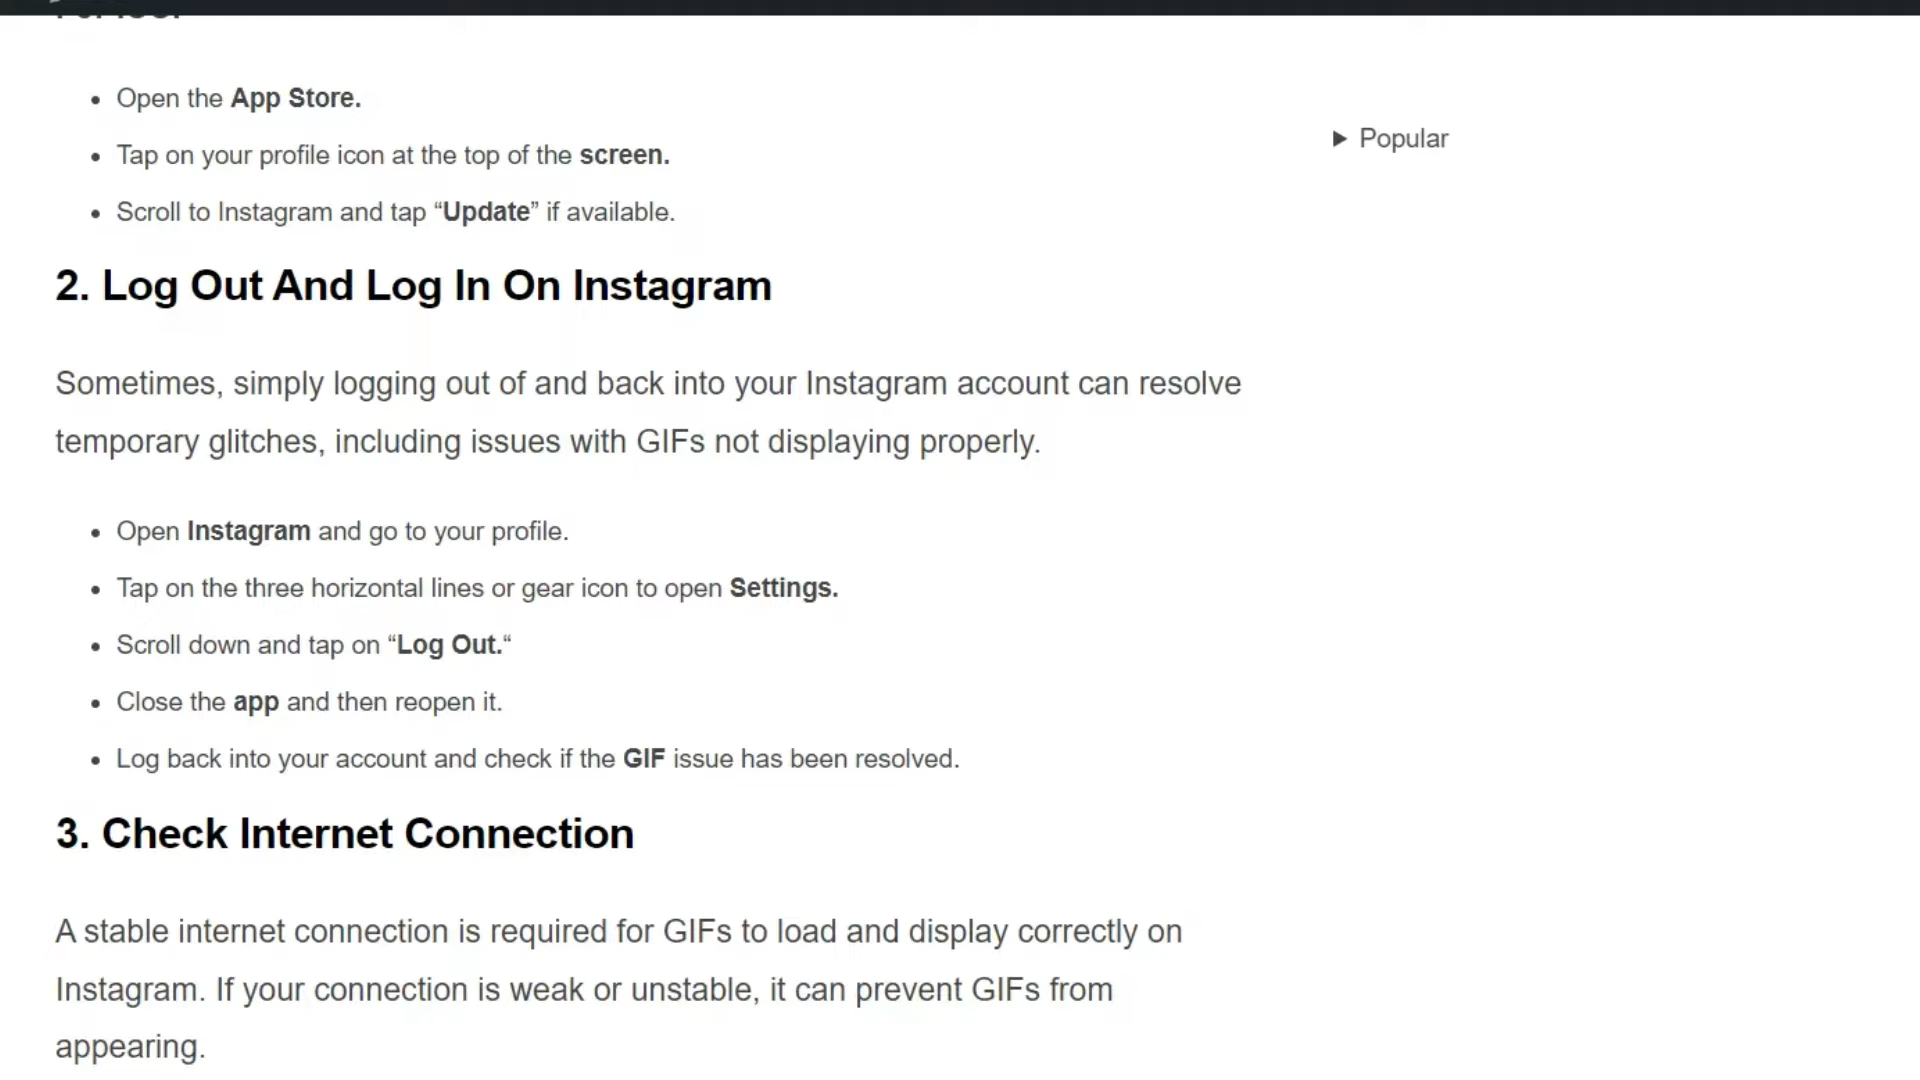 Open the App Store.
Tap on your profile icon at the top of the screen.
Scroll to Instagram and tap “Update” if available.
Popular
2. Log Out And Log In On Instagram
Sometimes, simply logging out of and back into your Instagram account can resolve
temporary glitches, including issues with GIFs not displaying properly.
Open Instagram and go to your profile.
Tap on the three horizontal lines or gear icon to open Settings.
Scroll down and tap on “Log Out.“
Close the app and then reopen it.
Log back into your account and check if the GIF issue has been resolved.
3. Check Internet Connection
A stable internet connection is required for GIFs to load and display correctly on
Instagram. If your connection is weak or unstable, it can prevent GIFs from
appearing.